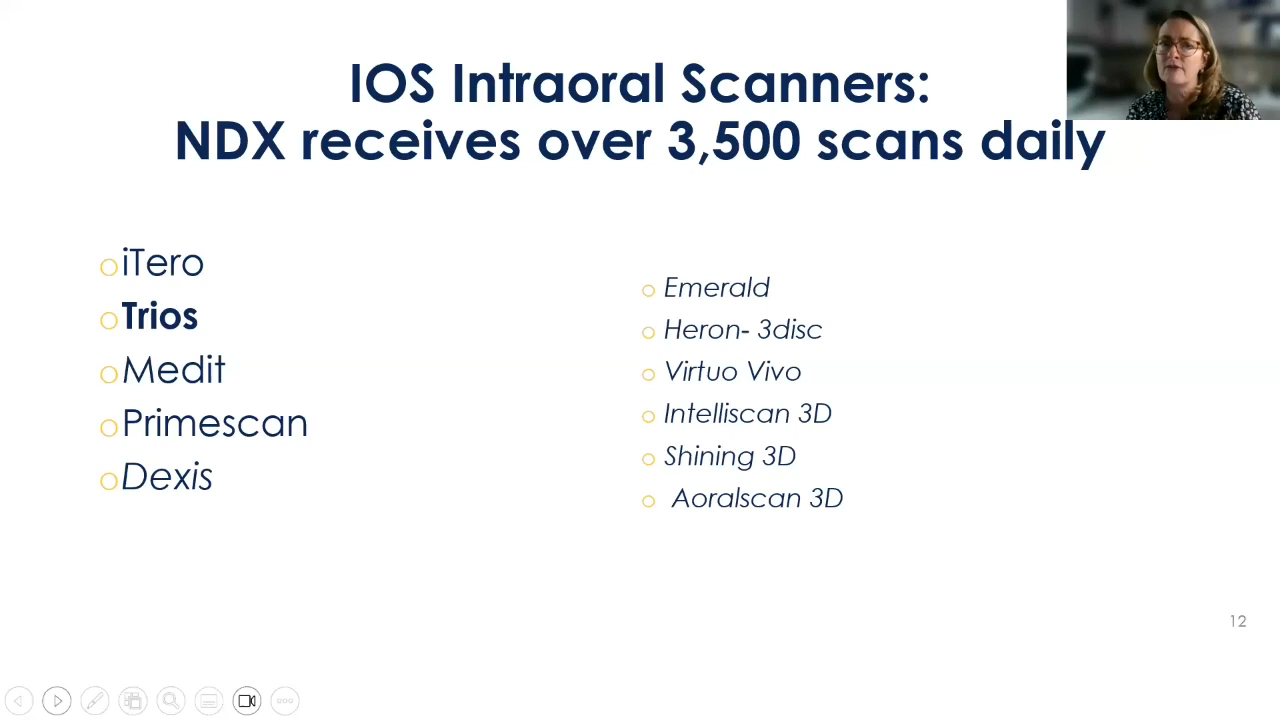 IOS Intraoral Scanners:
NDX receives over 3,500 scans daily
iTero
Trios
Medit
Primescan
Dexis
Emerald
Heron- 3disc
Virtuo Vivo
Intelliscan 3D
Shining 3D
Aoralscan 3D
12